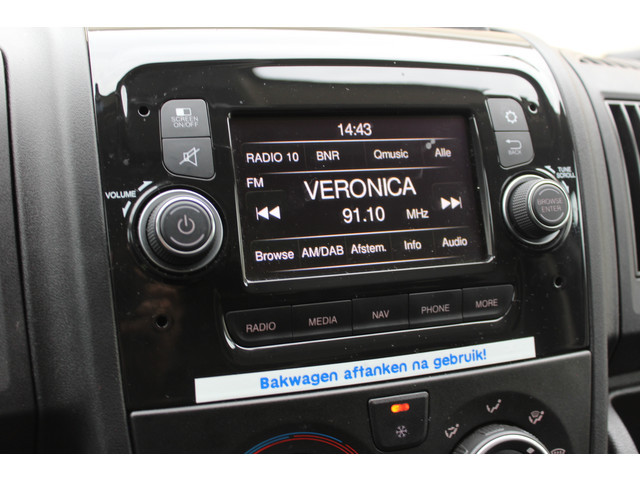 SCREEN
ON/OFF
14:43
RADIO 10 BNR Qmusic Alle
BACK
FM
VERONICA
91.10 MHz
VOLUME
TUNE
SCROLL
BROWSE
ENTER
Browse AM/DAB Afstem. Info Audio
RADIO MEDIA NAV PHONE MORE
Bakwagen aftanken na gebruik!